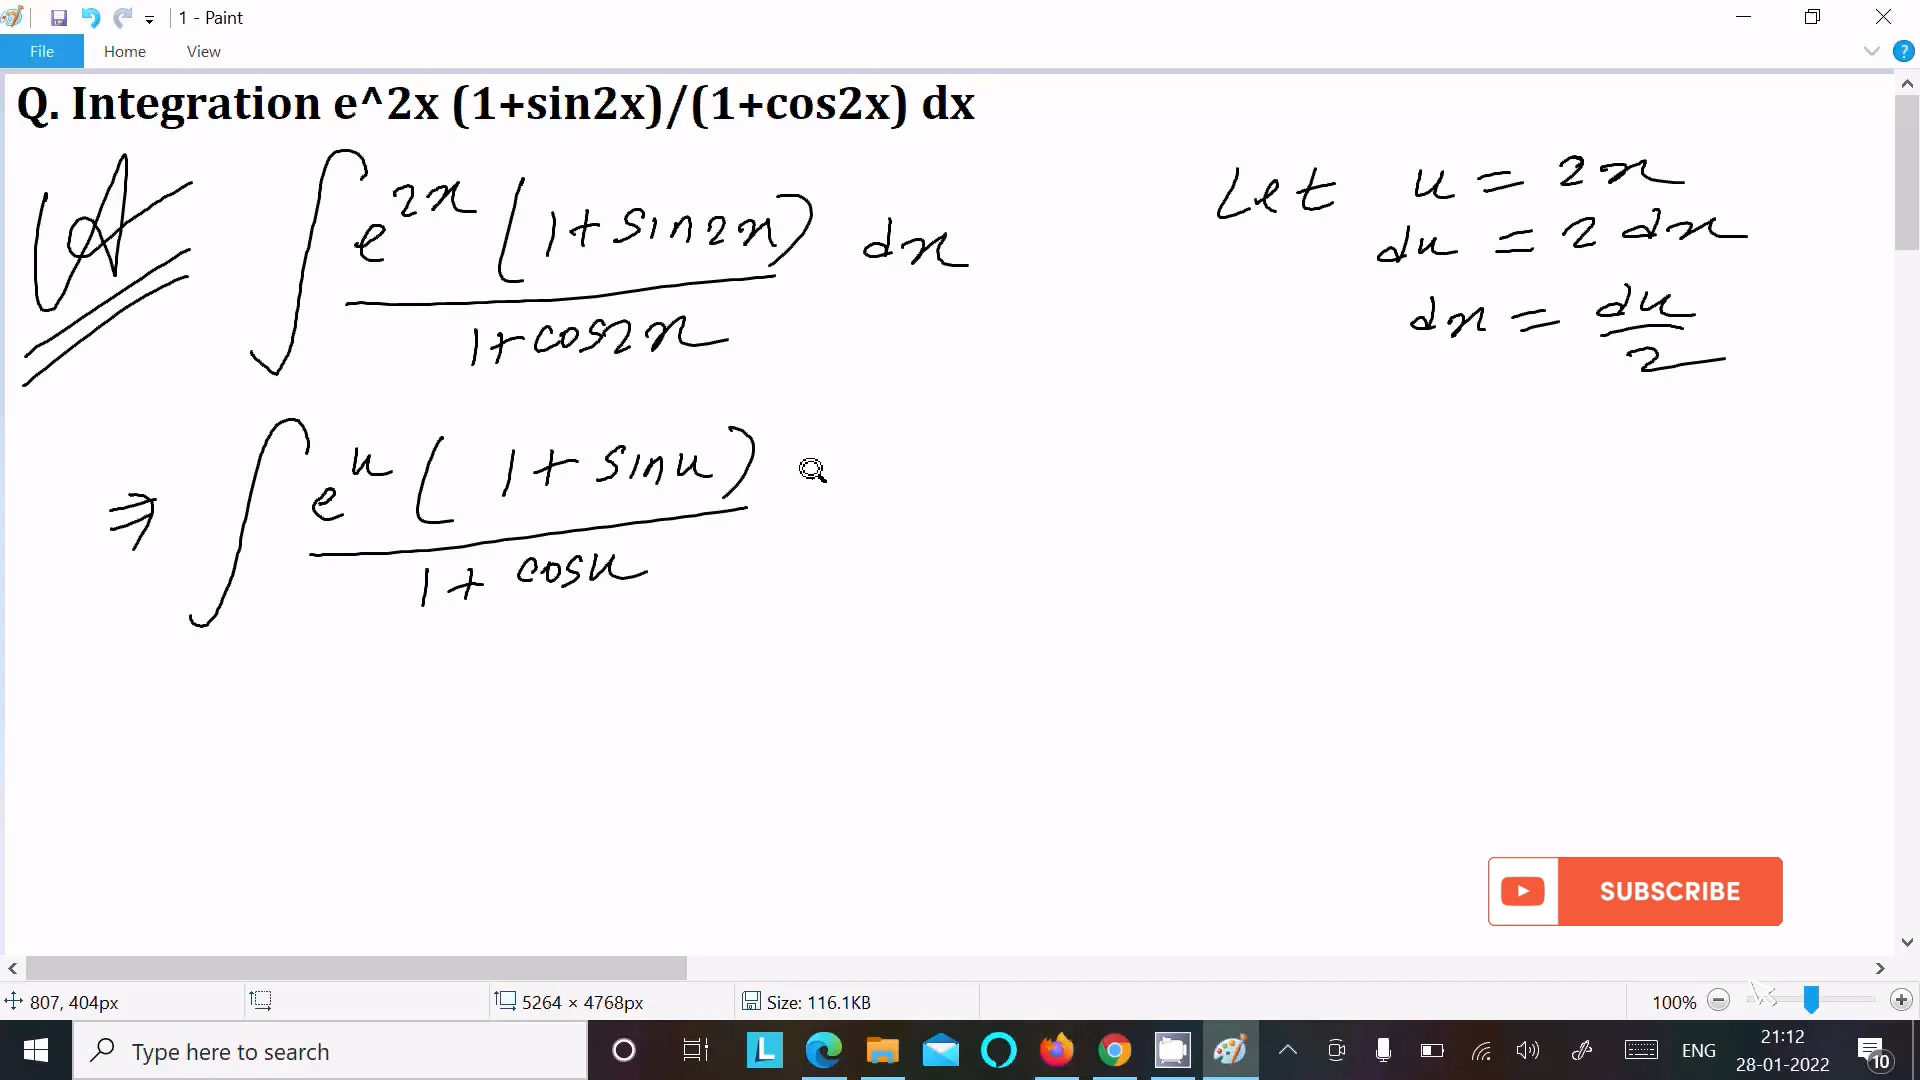 1 - Paint
File Home View
Q. Integration e^2x (1+sin2x)/(1+cos2x) dx
A
∫ e^2x (1 + sin2x) / 1+cos2x dx
Let u = 2x
du = 2 dx
dx = du/2
⇒ ∫ e^u (1 + sinu) / 1 + cosu
SUBSCRIBE
807, 404px 5264 × 4768px Size: 116.1KB 100%
Type here to search
L
ENG
21:12
28-01-2022
10